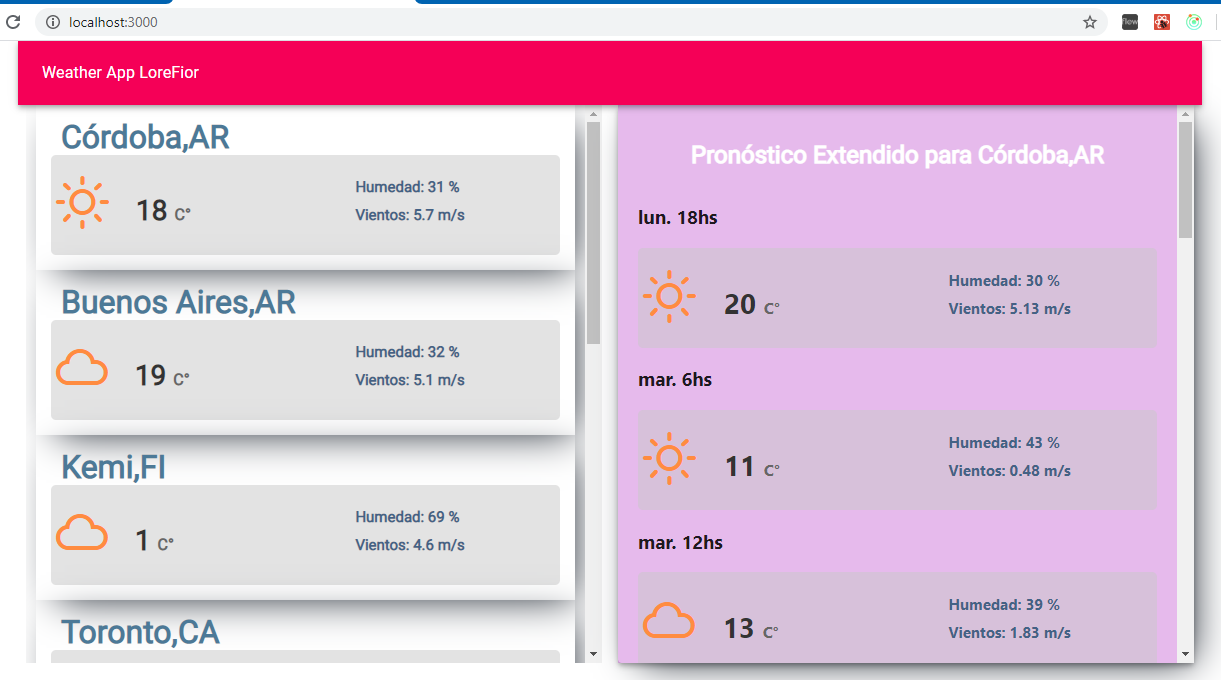 localhost:3000
flow
Weather App LoreFior
Córdoba,AR
18 C°
Humedad: 31 %
Vientos: 5.7 m/s
Buenos Aires,AR
19 C°
Humedad: 32 %
Vientos: 5.1 m/s
Kemi,FI
1 C°
Humedad: 69 %
Vientos: 4.6 m/s
Toronto,CA
Pronóstico Extendido para Córdoba,AR
lun. 18hs
20 C°
Humedad: 30 %
Vientos: 5.13 m/s
mar. 6hs
11 C°
Humedad: 43 %
Vientos: 0.48 m/s
mar. 12hs
13 C°
Humedad: 39 %
Vientos: 1.83 m/s